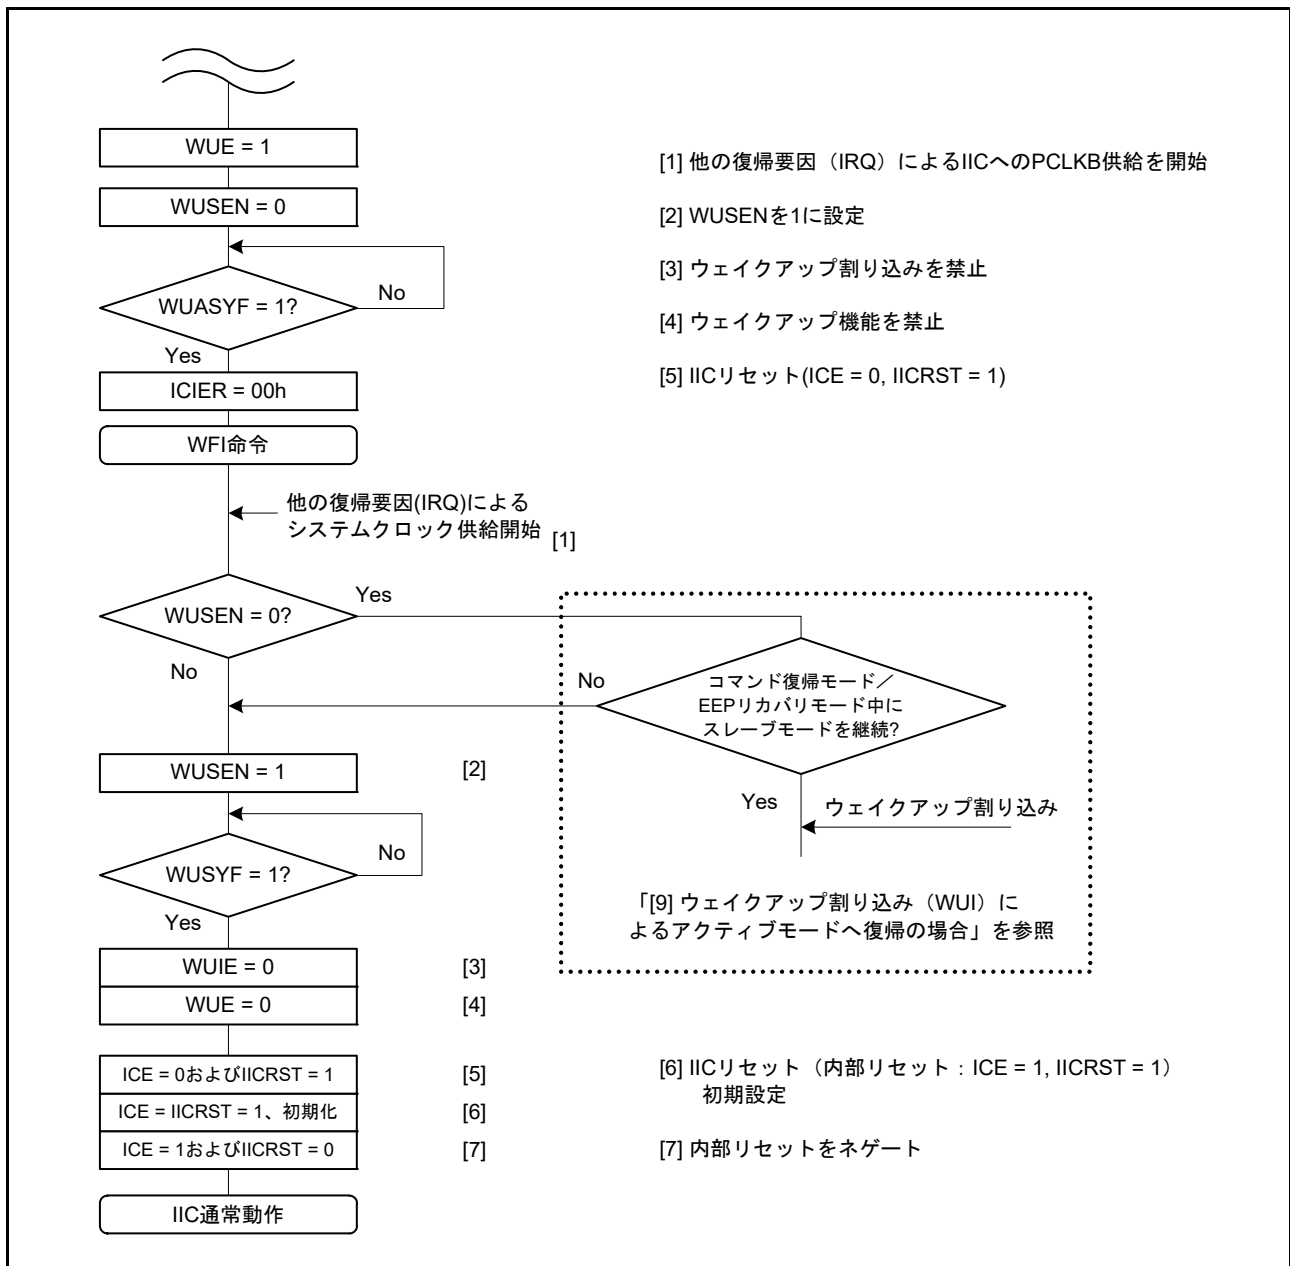 WUE = 1
WUSEN = 0
WUASYF = 1?
No
Yes
ICIER = 00h
WFI命令
他の復帰要因(IRQ)による
システムクロック供給開始 [1]
WUSEN = 0?
Yes
No
コマンド復帰モード／
EEPリカバリモード中に
スレーブモードを継続?
No
Yes
ウェイクアップ割り込み
「[9] ウェイクアップ割り込み（WUI）に
よるアクティブモードへ復帰の場合」を参照
WUSEN = 1 [2]
WUSYF = 1?
No
Yes
WUIE = 0 [3]
WUE = 0 [4]
ICE = 0およびIICRST = 1 [5]
ICE = IICRST = 1、初期化 [6]
ICE = 1およびIICRST = 0 [7]
IIC通常動作
[1] 他の復帰要因（IRQ）によるIICへのPCLKB供給を開始
[2] WUSENを1に設定
[3] ウェイクアップ割り込みを禁止
[4] ウェイクアップ機能を禁止
[5] IICリセット(ICE = 0, IICRST = 1)
[6] IICリセット（内部リセット：ICE = 1, IICRST = 1）
初期設定
[7] 内部リセットをネゲート